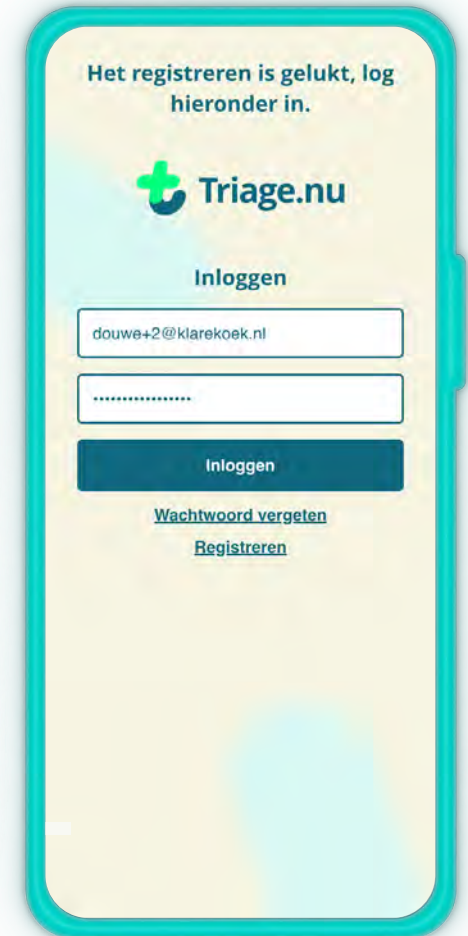 Het registreren is gelukt, log
hieronder in.
Triage.nu
Inloggen
douwe+2@klarekoek.nl
•••••••••••••••••
Inloggen
Wachtwoord vergeten
Registreren